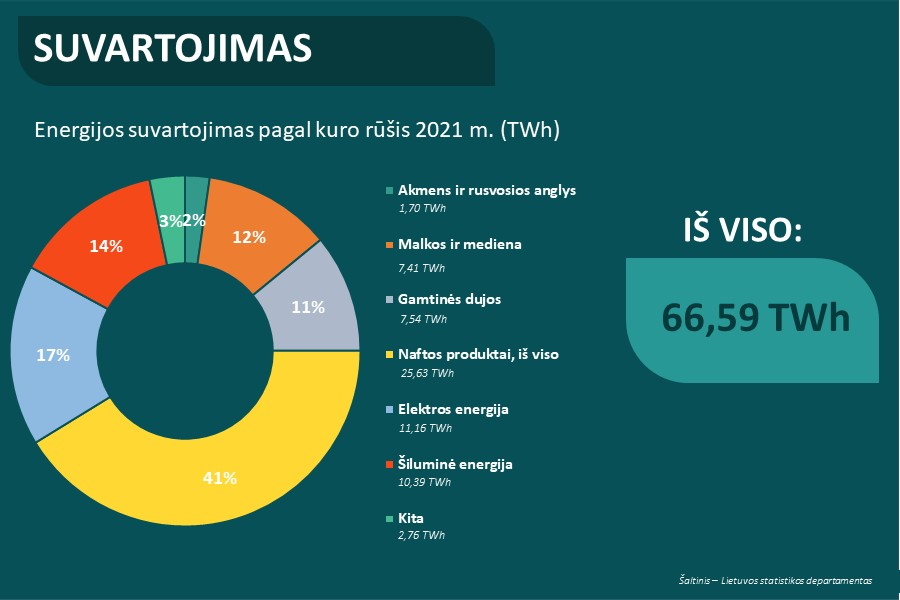 SUVARTOJIMAS
Energijos suvartojimas pagal kuro rūšis 2021 m. (TWh)
3%
2%
12%
14%
11%
17%
41%
Akmens ir rusvosios anglys
1,70 TWh
Malkos ir mediena
7,41 TWh
Gamtinės dujos
7,54 TWh
Naftos produktai, iš viso
25,63 TWh
Elektros energija
11,16 TWh
Šiluminė energija
10,39 TWh
Kita
2,76 TWh
IŠ VISO:
66,59 TWh
Šaltinis – Lietuvos statistikos departamentas